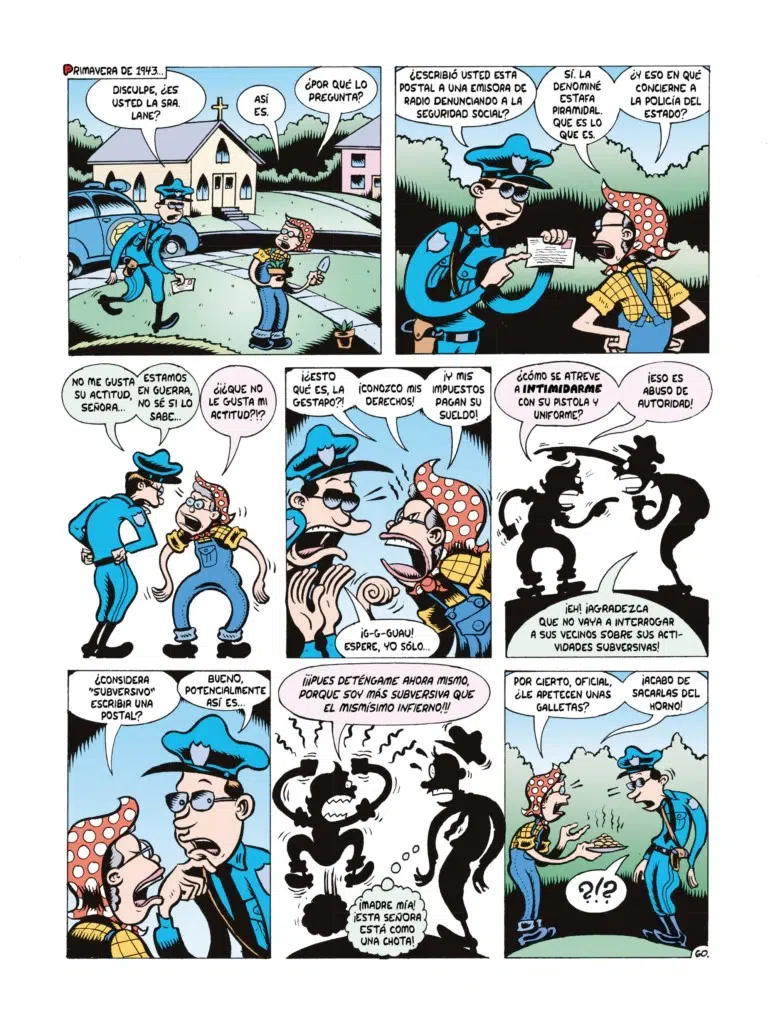 PRIMAVERA DE 1943...
DISCULPE, ¿ES
USTED LA SRA.
LANE?
ASÍ
ES.
¿POR QUÉ LO
PREGUNTA?
¿ESCRIBIÓ USTED ESTA
POSTAL A UNA EMISORA DE
RADIO DENUNCIANDO A LA
SEGURIDAD SOCIAL?
SÍ. LA
DENOMINÉ
ESTAFA
PIRAMIDAL.
QUE ES LO
QUE ES.
¿Y ESO EN QUÉ
CONCIERNE A
LA POLICÍA DEL
ESTADO?
NO ME GUSTA
SU ACTITUD,
SEÑORA...
ESTAMOS
EN GUERRA,
NO SÉ SI LO
SABE...
¿¡¿QUE NO
LE GUSTA MI
ACTITUD?!?
¡¿ESTO
QUÉ ES, LA
GESTAPO?!
¡CONOZCO MIS
DERECHOS!
¡Y MIS
IMPUESTOS
PAGAN SU
SUELDO!
¡G-G-GUAU!
ESPERE, YO SÓLO...
¿CÓMO SE ATREVE
A INTIMIDARME
CON SU PISTOLA Y
UNIFORME?
¡ESO ES
ABUSO DE
AUTORIDAD!
¡EH! ¡AGRADEZCA
QUE NO VAYA A INTERROGAR
A SUS VECINOS SOBRE SUS ACTI-
VIDADES SUBVERSIVAS!
¿CONSIDERA
"SUBVERSIVO"
ESCRIBIR UNA
POSTAL?
BUENO,
POTENCIALMENTE
ASÍ ES...
¡¡¡PUES DETÉNGAME AHORA MISMO,
PORQUE SOY MÁS SUBVERSIVA QUE
EL MISMÍSIMO INFIERNO!!!
¡MADRE MÍA!
¡ESTA SEÑORA
ESTÁ COMO
UNA CHOTA!
POR CIERTO, OFICIAL,
¿LE APETECEN UNAS
GALLETAS?
¡ACABO DE
SACARLAS DEL
HORNO!
?!?
60.